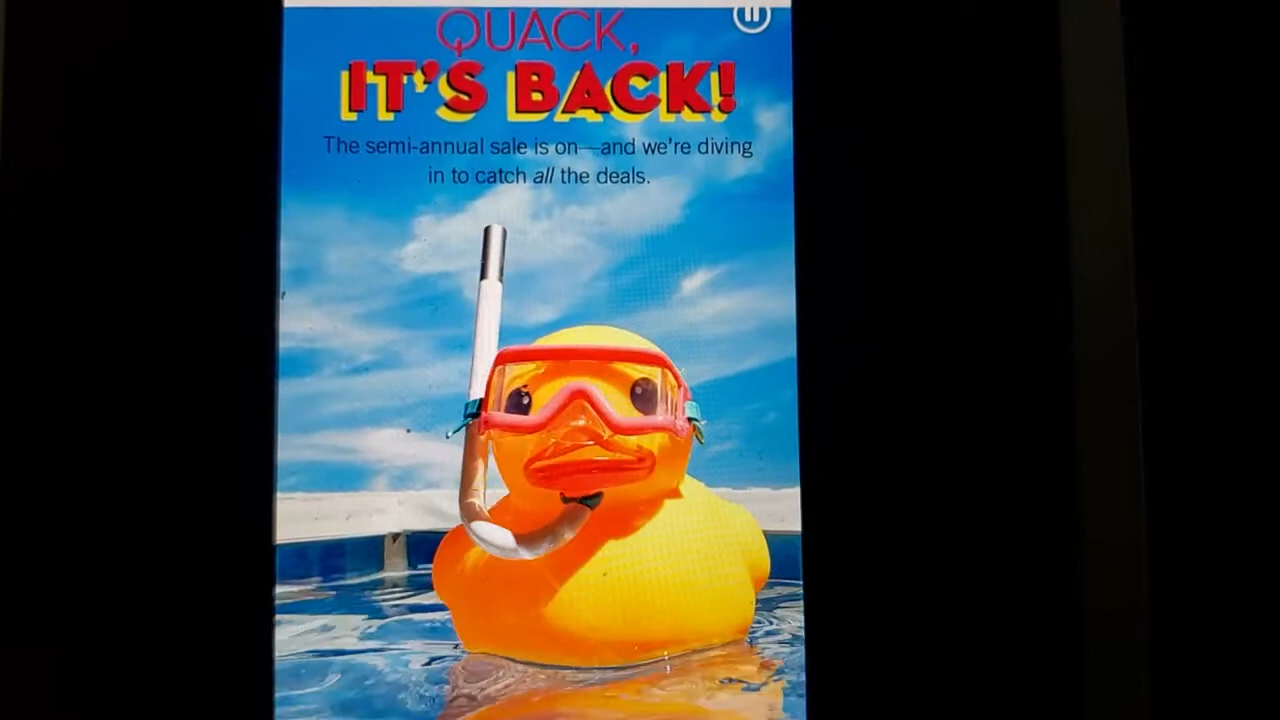 QUACK,
IT'S BACK!
The semi-annual sale is on—and we're diving
in to catch all the deals.